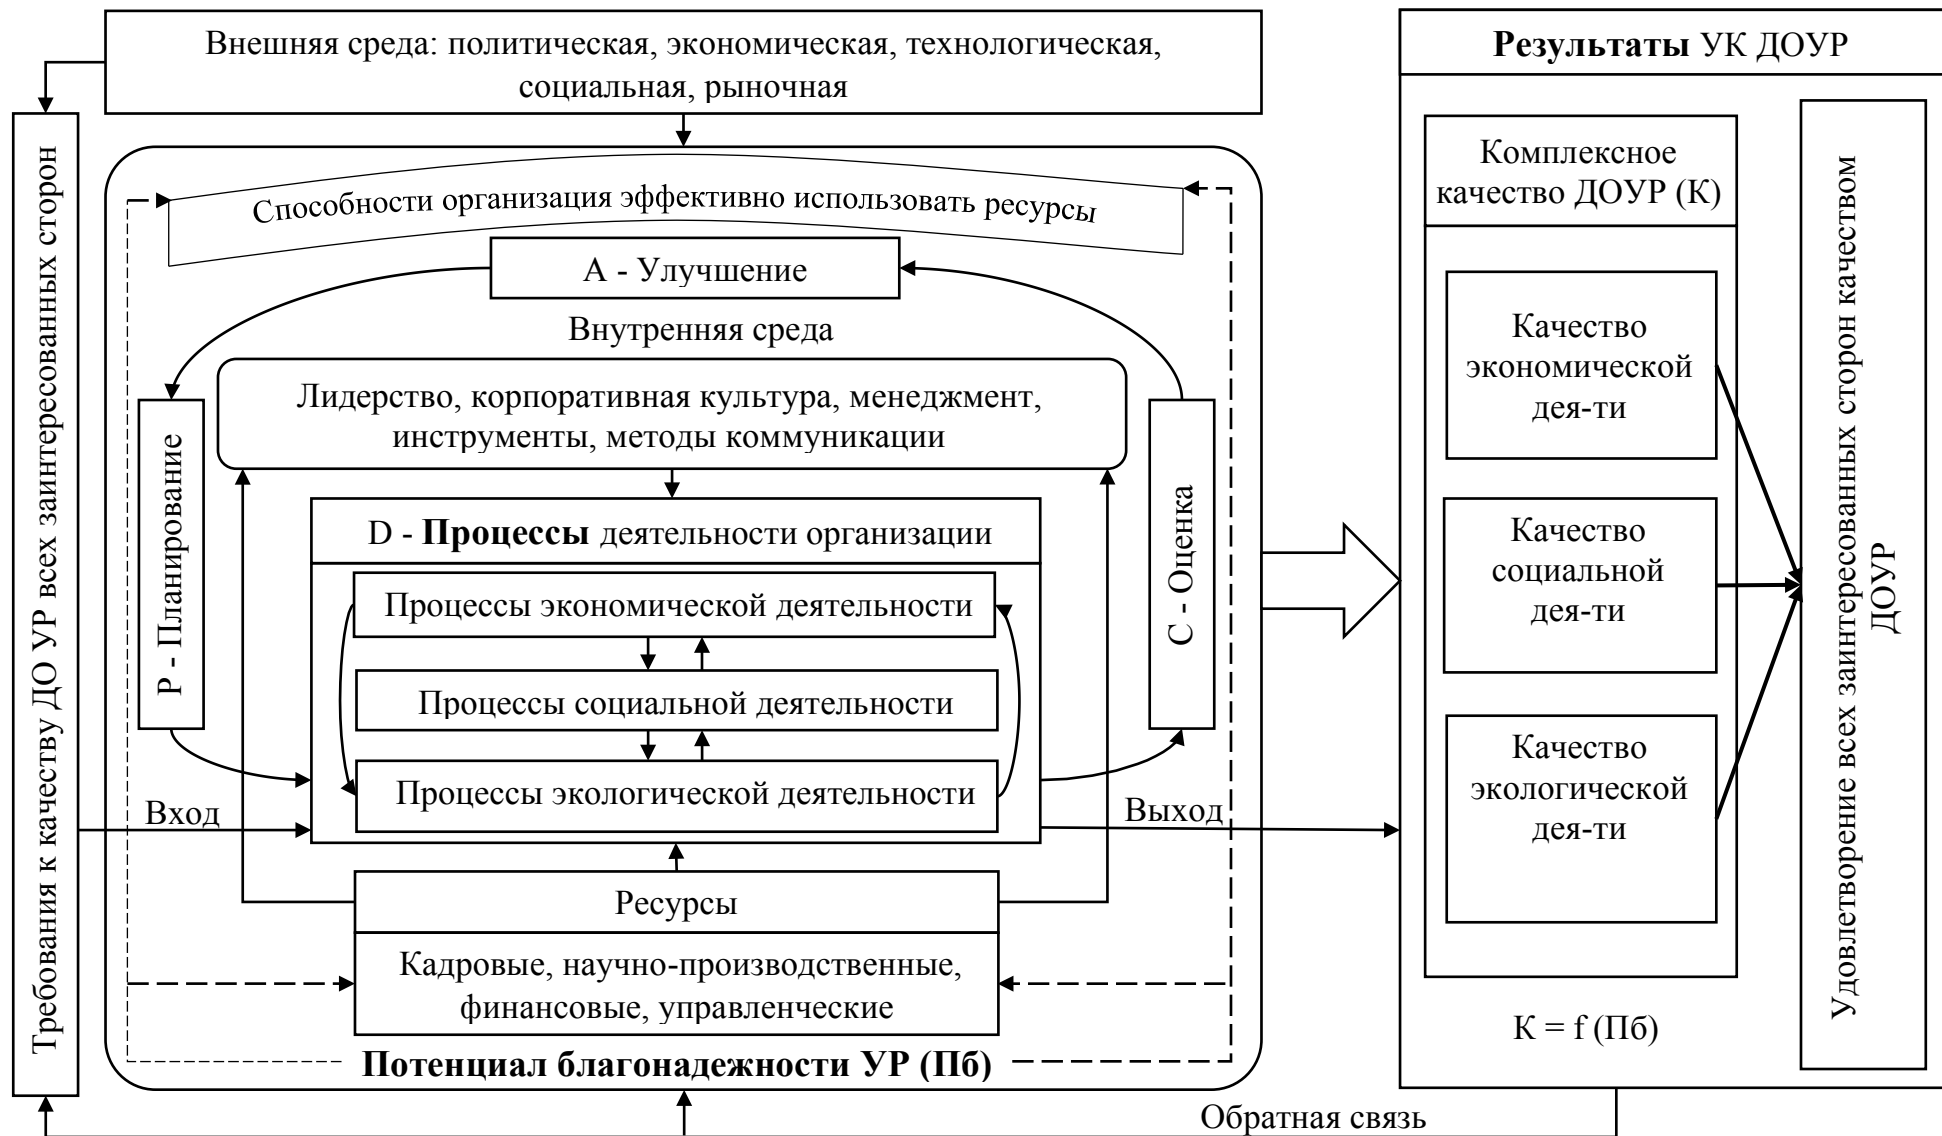 Внешняя среда: политическая, экономическая, технологическая,
социальная, рыночная
Требования к качеству ДО УР всех заинтересованных сторон
Способности организация эффективно использовать ресурсы
А - Улучшение
Внутренняя среда
Лидерство, корпоративная культура, менеджмент,
инструменты, методы коммуникации
Р - Планирование
D - Процессы деятельности организации
Процессы экономической деятельности
Процессы социальной деятельности
Процессы экологической деятельности
С - Оценка
Вход
Выход
Ресурсы
Кадровые, научно-производственные,
финансовые, управленческие
Потенциал благонадежности УР (Пб)
Результаты УК ДОУР
Комплексное
качество ДОУР (К)
Качество
экономической
дея-ти
Качество
социальной
дея-ти
Качество
экологической
дея-ти
K = f (Пб)
Удовлетворение всех заинтересованных сторон качеством
ДОУР
Обратная связь